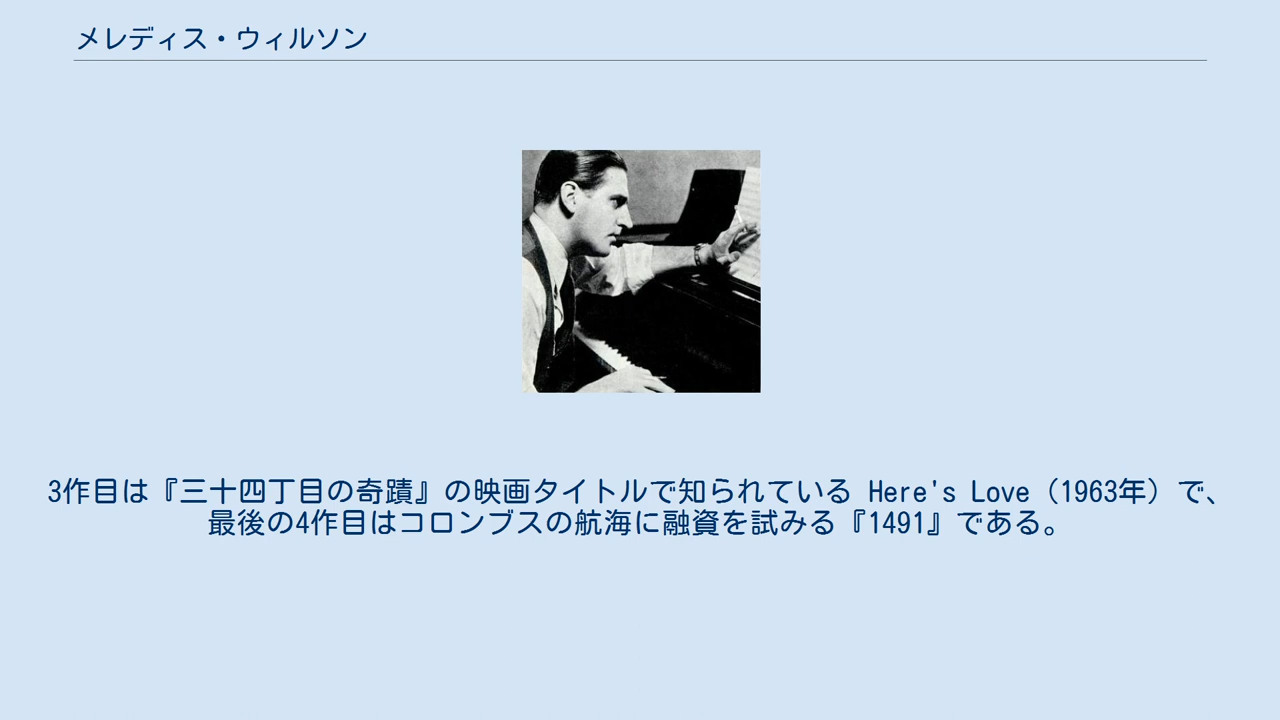 メレディス・ウィルソン
3作目は『三十四丁目の奇蹟』の映画タイトルで知られている Here's Love（1963年）で、
最後の4作目はコロンブスの航海に融資を試みる『1491』である。